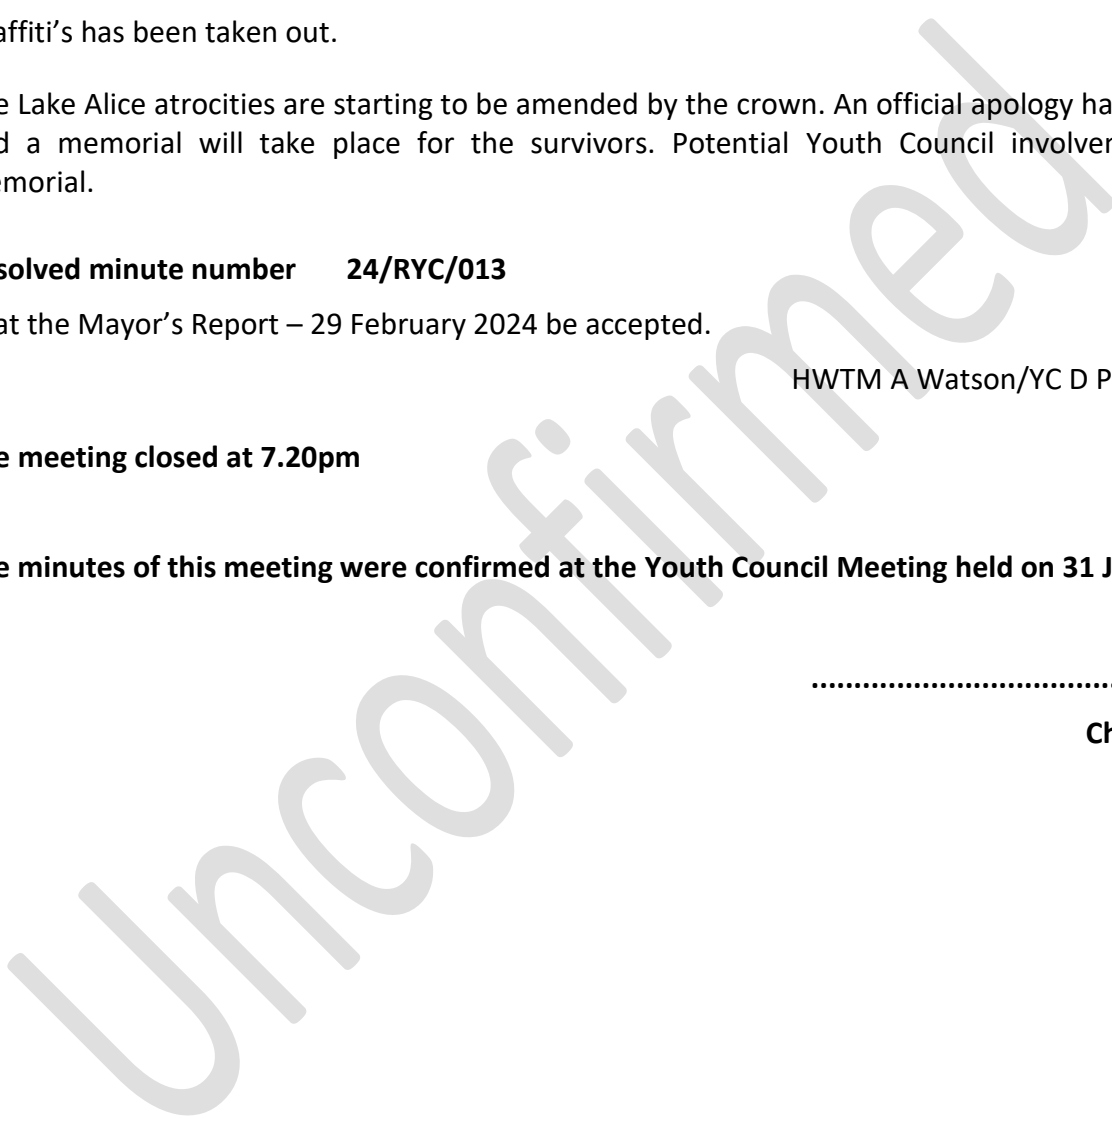 affiti’s has been taken out.
e Lake Alice atrocities are starting to be amended by the crown. An official apology ha
d a memorial will take place for the survivors. Potential Youth Council involver
emorial.
solved minute number 24/RYC/013
at the Mayor’s Report – 29 February 2024 be accepted.
HWTM A Watson/YC D P
e meeting closed at 7.20pm
e minutes of this meeting were confirmed at the Youth Council Meeting held on 31 J
...................................
Ch
Unconfirmed